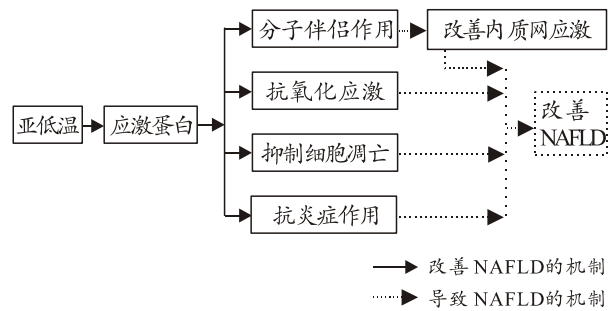 分子伴侣作用
改善内质网应激
抗氧化应激
亚低温
应激蛋白
改善
NAFLD
抑制细胞凋亡
抗炎症作用
改善 NAFLD的机制
导致 NAFLD的机制